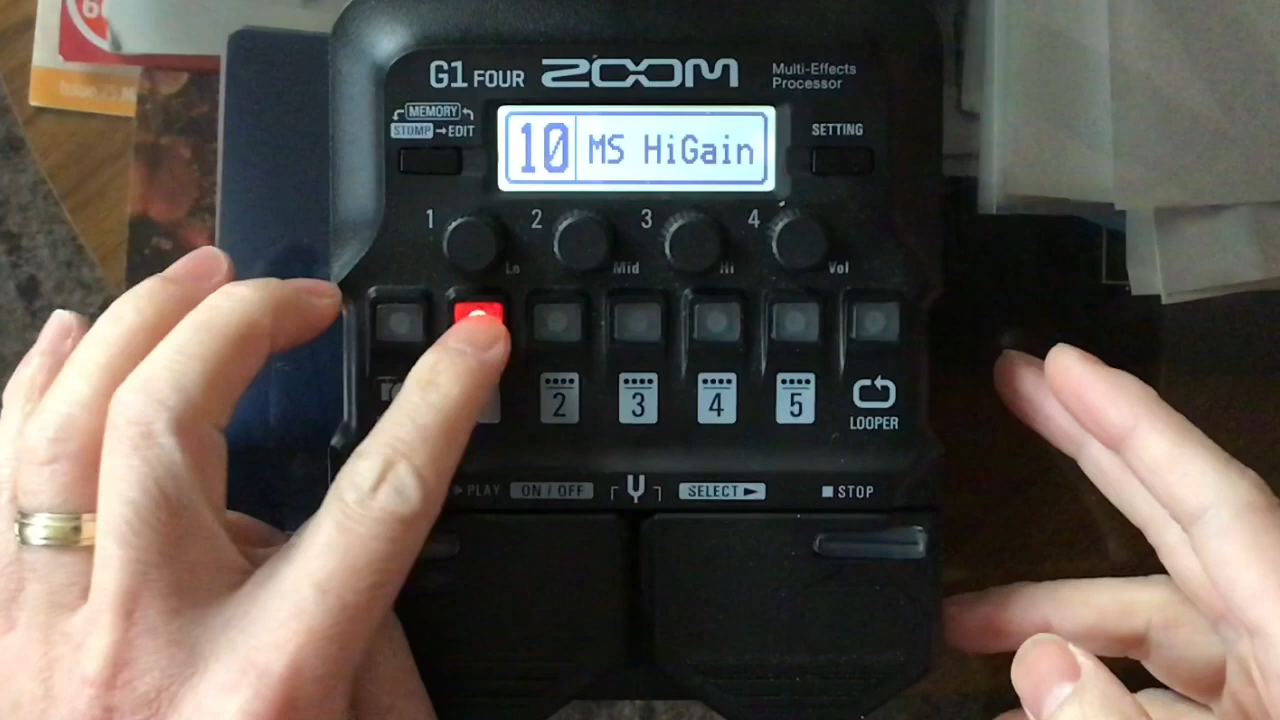 G1 FOUR ZOOM Multi-Effects
Processor
MEMORY
STOMP →EDIT
10 MS HiGain
SETTING
1 2 3 4
Lo Mid Hi Vol
2 3 4 5
LOOPER
PLAY ON / OFF SELECT► ■ STOP